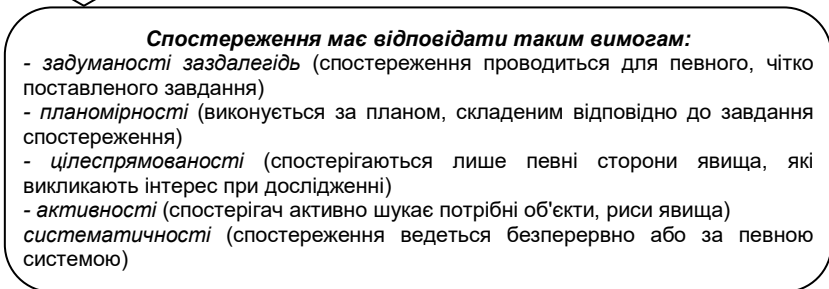 Спостереження має відповідати таким вимогам:
- задуманості заздалегідь (спостереження проводиться для певного, чітко
поставленого завдання)
- планомірності (виконується за планом, складеним відповідно до завдання
спостереження)
- цілеспрямованості (спостерігаються лише певні сторони явища, які
викликають інтерес при дослідженні)
- активності (спостерігач активно шукає потрібні об'єкти, риси явища)
систематичності (спостереження ведеться безперервно або за певною
системою)